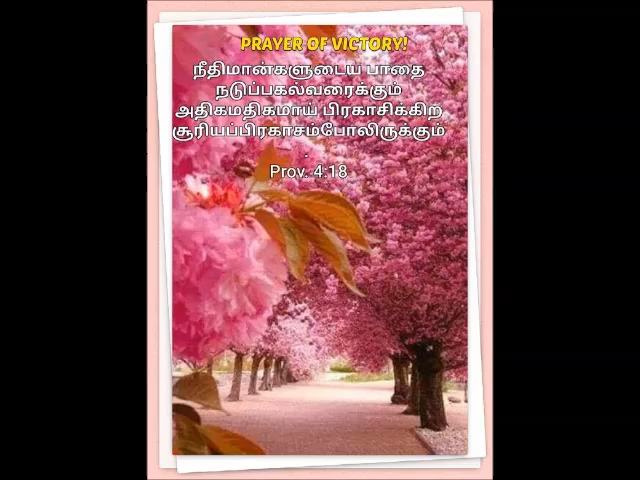 PRAYER OF VICTORY!
நீதிமான்களுடைய பாதை
நடுப்பகல்வரைக்கும்
அதிகமதிகமாய் பிரகாசிக்கிற
சூரியப்பிரகாசம்போலிருக்கும்
.
Prov. 4:18